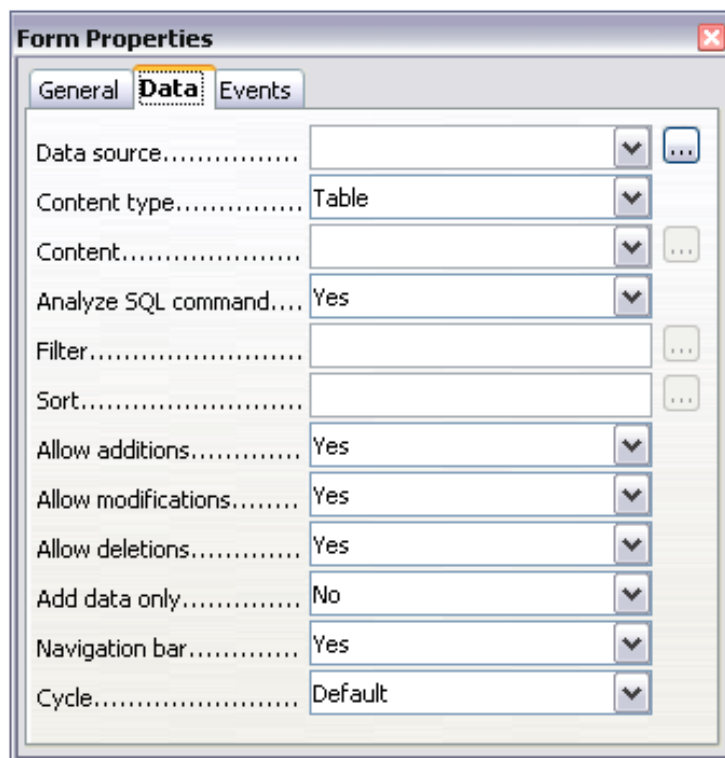 Form Properties
General Data Events
Data source................ ...
Content type............... Table
Content..................... ...
Analyze SQL command.... Yes
Filter........................ ...
Sort......................... ...
Allow additions............. Yes
Allow modifications........ Yes
Allow deletions............. Yes
Add data only.............. No
Navigation bar............. Yes
Cycle........................ Default